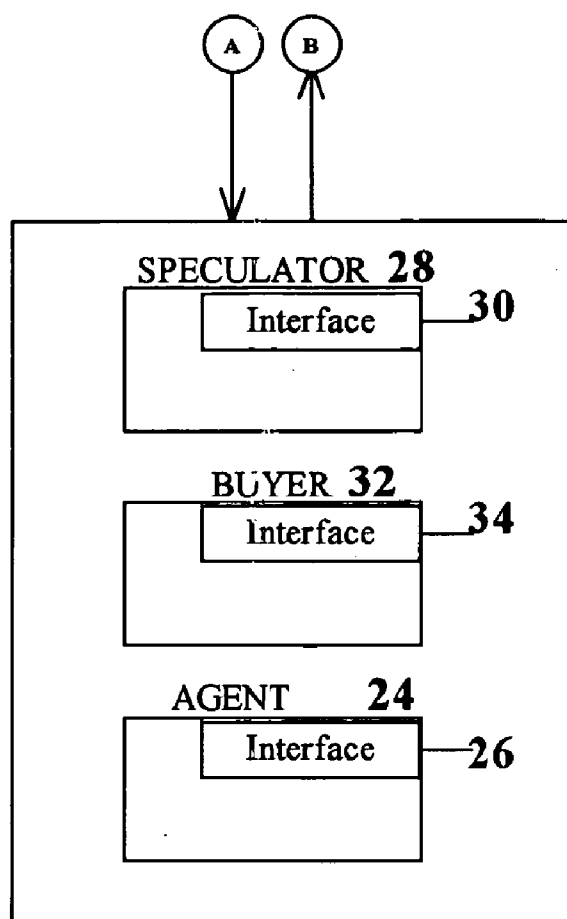 A B
SPECULATOR 28
Interface 30
BUYER 32
Interface 34
AGENT 24
Interface 26